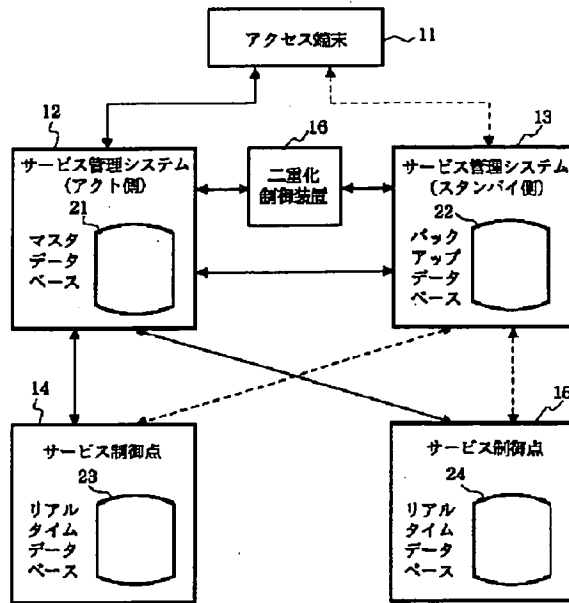 アクセス端末
11
12
サービス管理システム
(アクト側)
21
マスタ
データ
ベース
16
二重化
制御装置
13
サービス管理システム
(スタンバイ側)
22
バック
アップ
データ
ベース
14
サービス制御点
23
リアル
タイム
データ
ベース
15
サービス制御点
24
リアル
タイム
データ
ベース